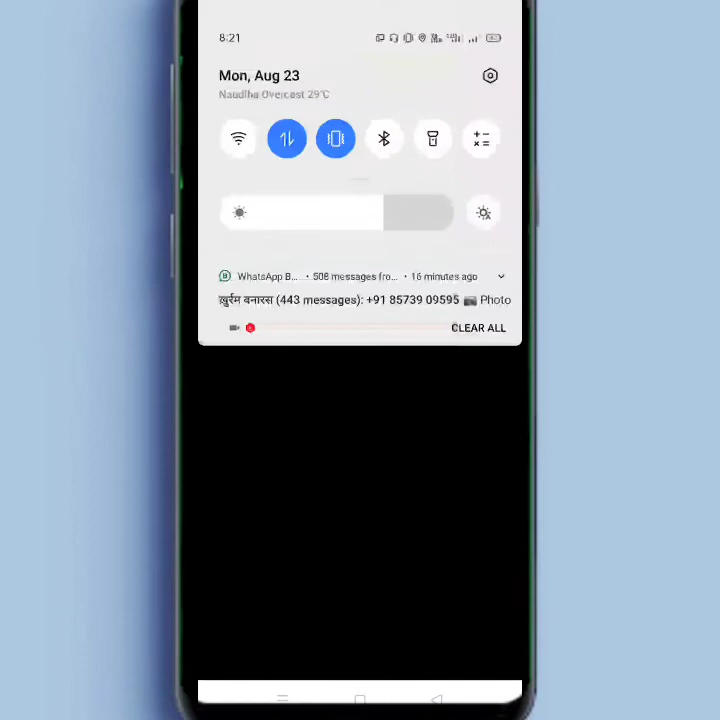 8:21
Mon, Aug 23
Naudiha Overcast 29°C
WhatsApp B... • 508 messages fro... • 16 minutes ago
ख़ुर्रम बनारस (443 messages): +91 85739 09595 📷 Photo
CLEAR ALL